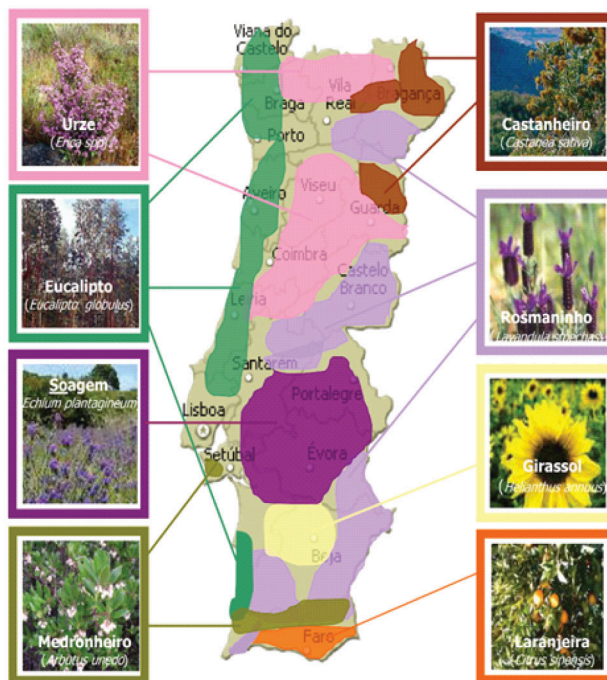 Urze
(Erica spp)
Eucalipto
(Eucalipto globulus)
Soagem
Echium plantagineum
Medronheiro
(Arbutus unedo)
Viana do
Castelo
Braga
Vila
Real
Bragança
Porto
Aveiro
Viseu
Guarda
Coimbra
Castelo
Branco
Leiria
Santarem
Portalegre
Lisboa
Setúbal
Évora
Beja
Faro
Castanheiro
(Castanea sativa)
Rosmaninho
(Lavandula stoechas)
Girassol
(Helianthus annous)
Laranjeira
(Citrus sinensis)